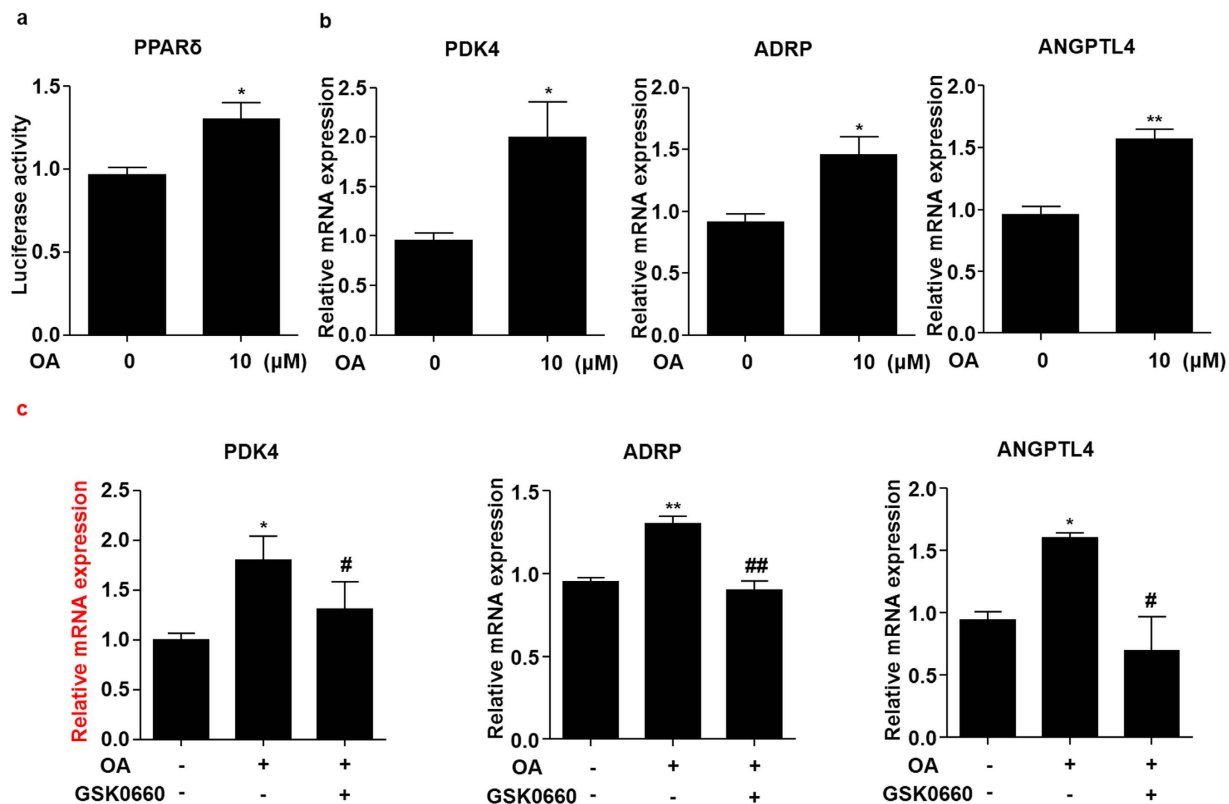 a
PPARδ
Luciferase activity
1.5
1.0
0.5
0.0
*
OA 0 10 (µM)
b
PDK4
Relative mRNA expression
2.5
2.0
1.5
1.0
0.5
0.0
*
OA 0 10 (µM)
ADRP
Relative mRNA expression
2.0
1.5
1.0
0.5
0.0
*
OA 0 10 (µM)
ANGPTL4
Relative mRNA expression
2.0
1.5
1.0
0.5
0.0
**
OA 0 10 (µM)
c
PDK4
Relative mRNA expression
2.5
2.0
1.5
1.0
0.5
0.0
*
#
OA - + +
GSK0660 - - +
ADRP
Relative mRNA expression
1.5
1.0
0.5
0.0
**
##
OA - + +
GSK0660 - - +
ANGPTL4
Relative mRNA expression
2.0
1.5
1.0
0.5
0.0
*
#
OA - + +
GSK0660 - - +